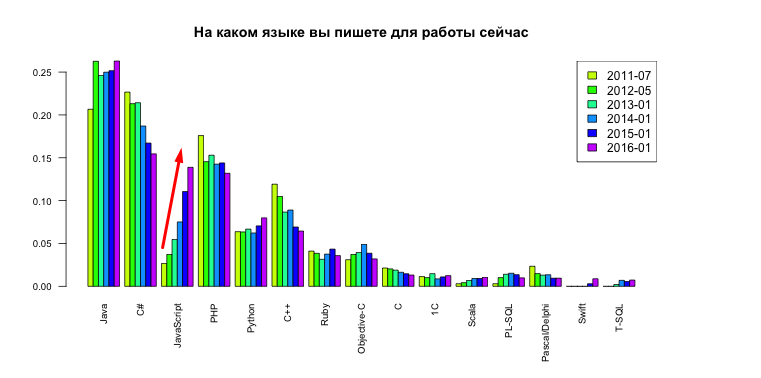 На каком языке вы пишете для работы сейчас
0.25
0.20
0.15
0.10
0.05
0.00
2011-07
2012-05
2013-01
2014-01
2015-01
2016-01
Java
C#
JavaScript
PHP
Python
C++
Ruby
Objective-C
C
1C
Scala
PL-SQL
Pascal/Delphi
Swift
T-SQL